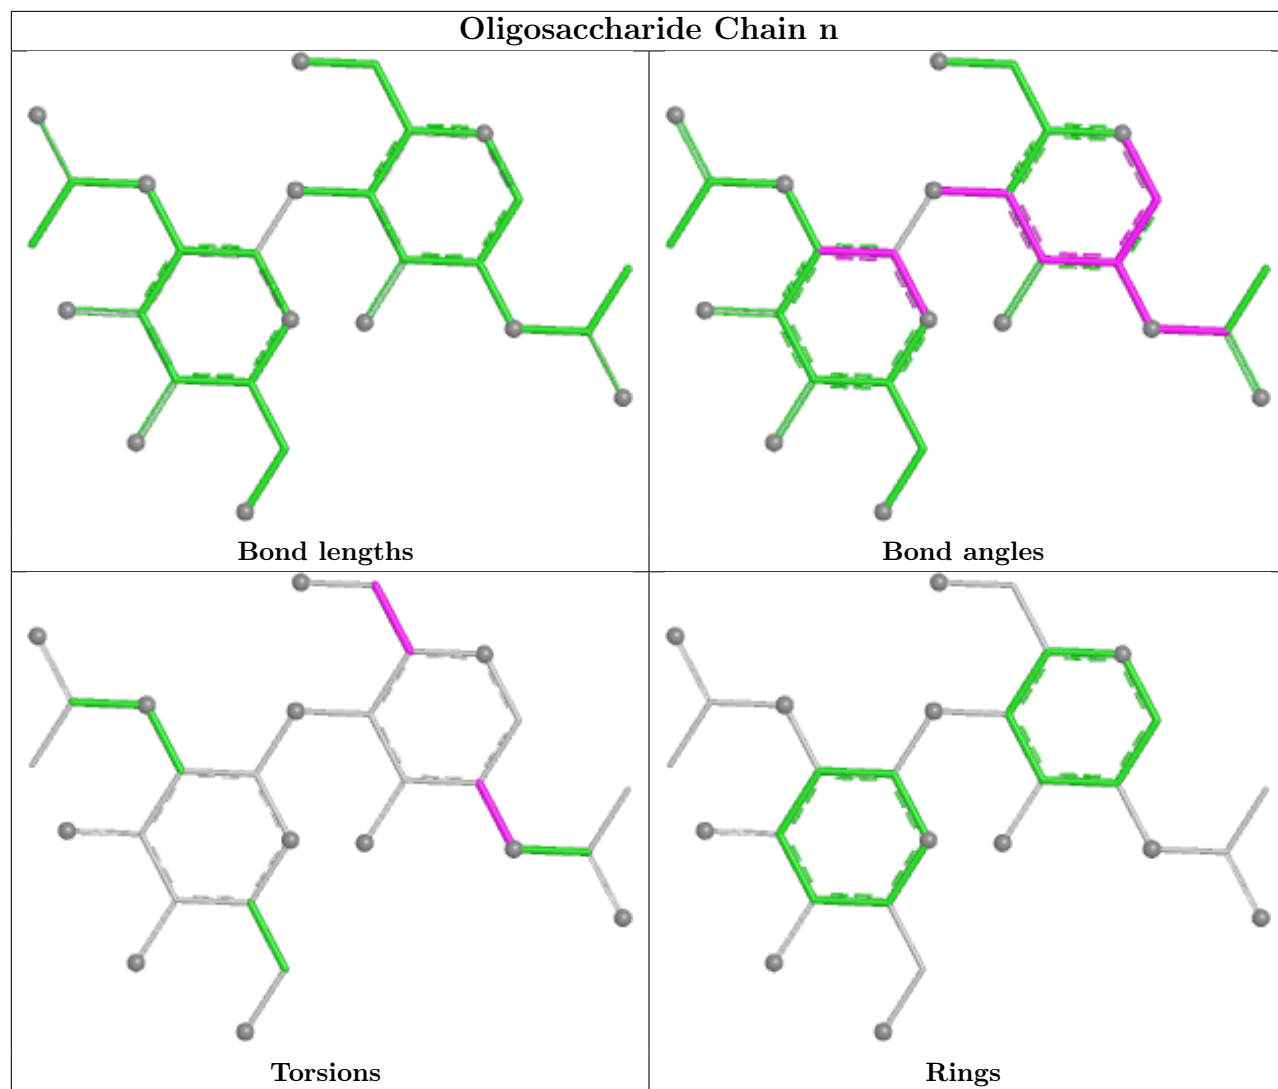 Oligosaccharide Chain n
Bond lengths
Bond angles
Torsions
Rings